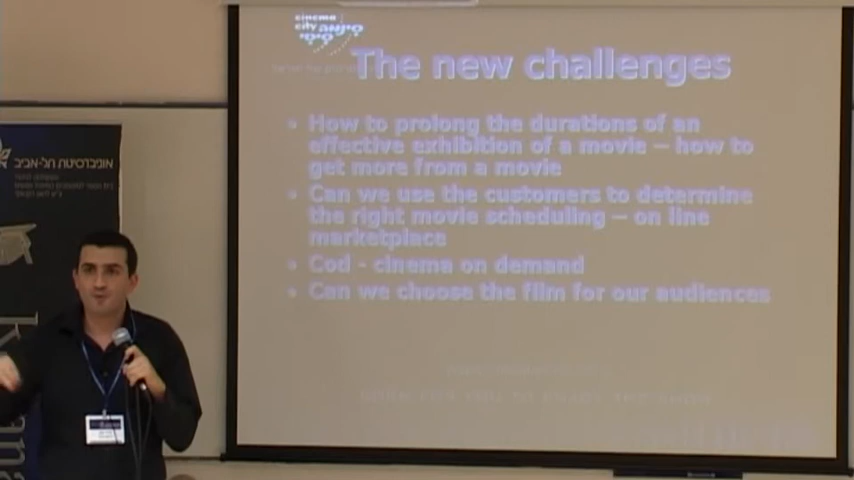 cinema
city סינמה
סיטי
The new challenges
• How to prolong the durations of an
effective exhibition of a movie – how to
get more from a movie
• Can we use the customers to determine
the right movie scheduling – on line
marketplace
• Cod - cinema on demand
• Can we choose the film for our audiences
אוניברסיטת תל-אביב